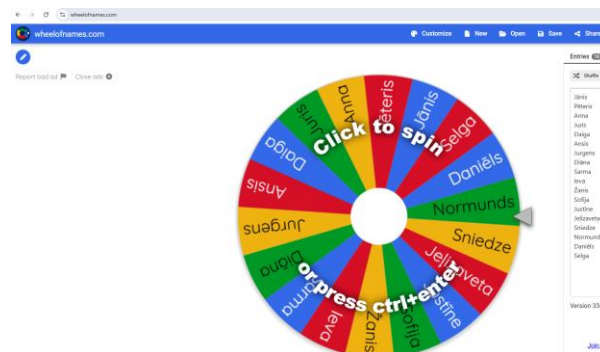 wheelofnames.com
wheelofnames.com
Customize
New
Open
Save
Share
Report bad ad
Close ads
Entries
Shuffle
Jānis
Pēteris
Anna
Juris
Daiga
Ansis
Jurgens
Diāna
Sarma
Ieva
Žanis
Sofija
Justīne
Jeļizaveta
Sniedze
Normunds
Daniēls
Selga
Click to spin
or press ctrl+enter
Pēteris
Jānis
Selga
Daniēls
Normunds
Sniedze
Jeļizaveta
Justīne
Sofija
Žanis
Ieva
Sarma
Diāna
Jurgens
Ansis
Daiga
Juris
Anna
Version
Join